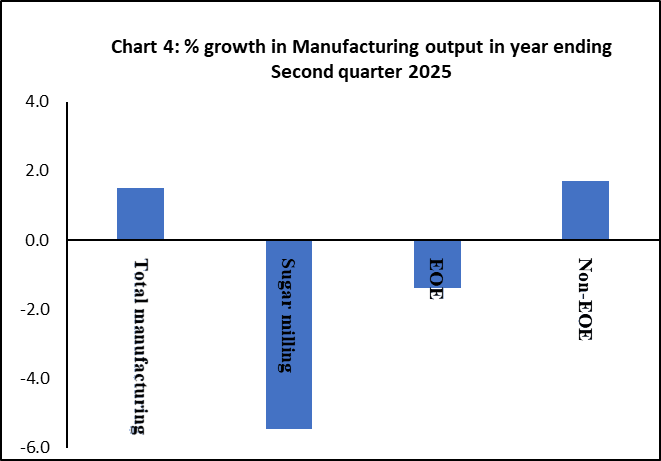 Chart 4: % growth in Manufacturing output in year ending
Second quarter 2025
4.0
2.0
0.0
-2.0
-4.0
-6.0
Total manufacturing
Sugar milling
EOE
Non-EOE